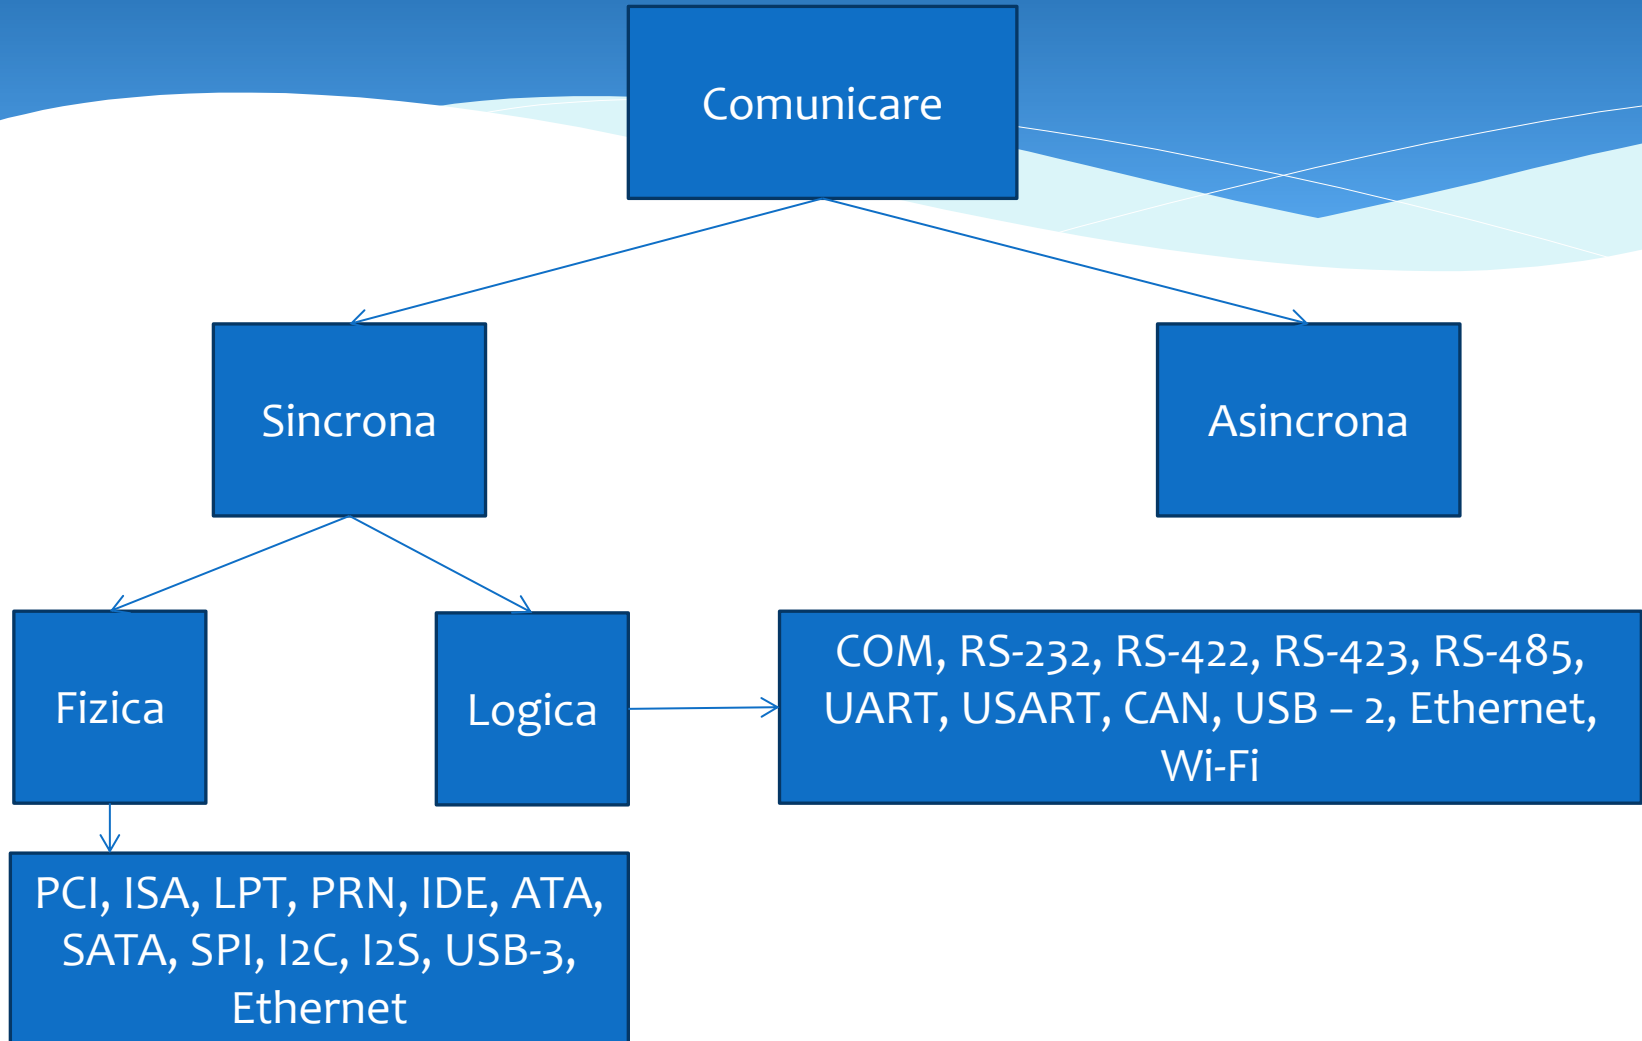 Comunicare
Sincrona
Asincrona
Fizica
Logica
COM, RS-232, RS-422, RS-423, RS-485,
UART, USART, CAN, USB – 2, Ethernet,
Wi-Fi
PCI, ISA, LPT, PRN, IDE, ATA,
SATA, SPI, I2C, I2S, USB-3,
Ethernet